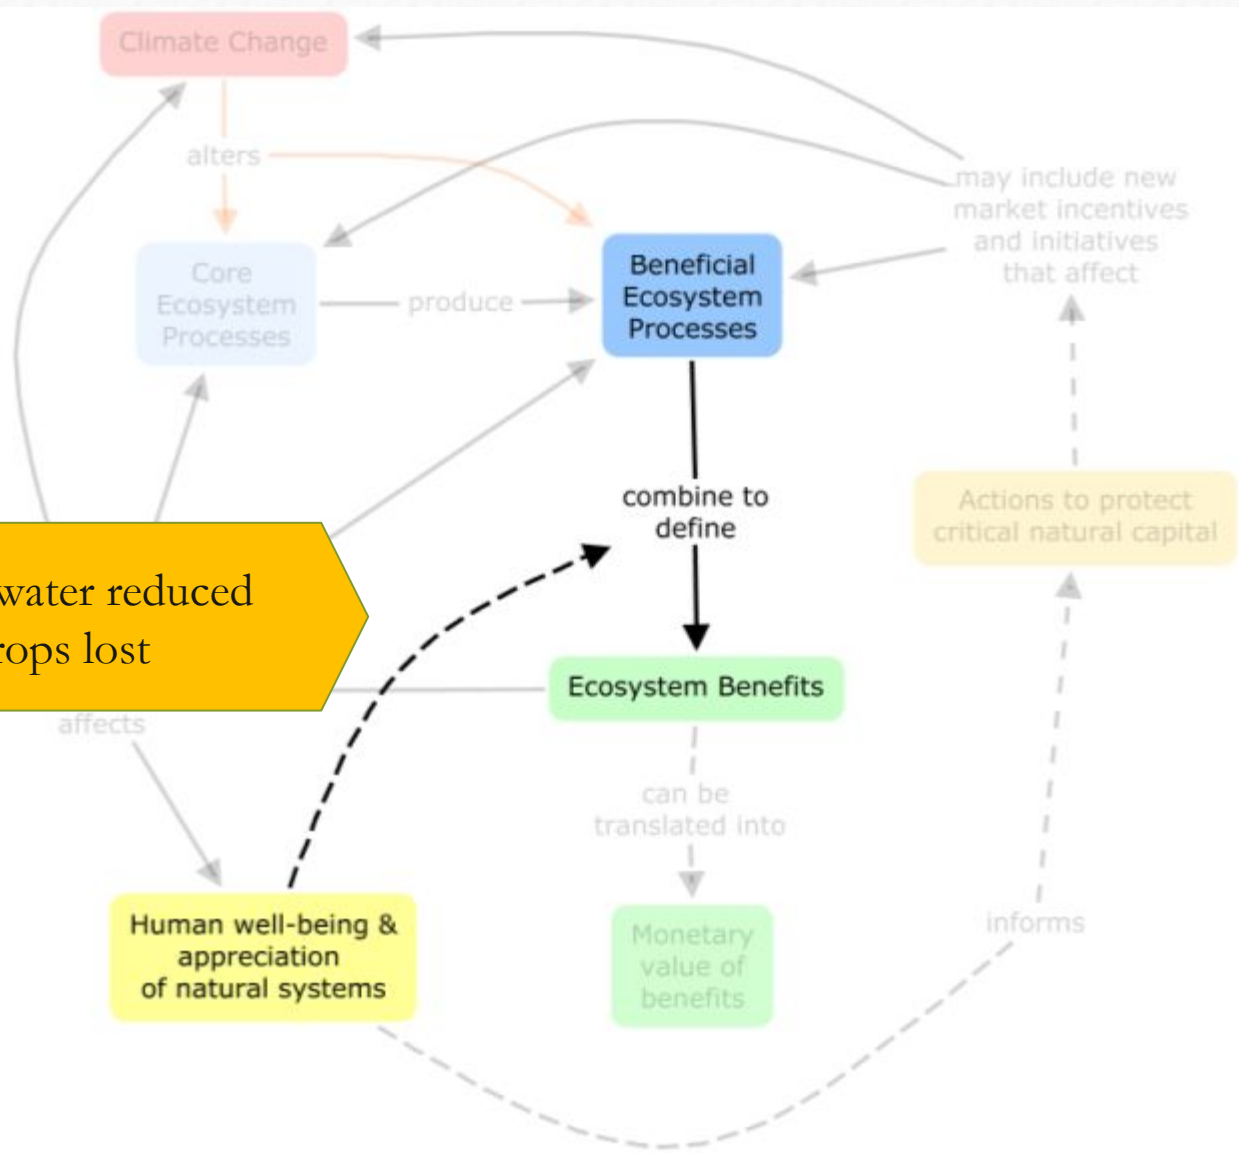 Climate Change
alters
may include new
market incentives
and initiatives
that affect
Core
Ecosystem
Processes
produce
Beneficial
Ecosystem
Processes
combine to
define
Actions to protect
critical natural capital
water reduced
rops lost
Ecosystem Benefits
affects
can be
translated into
Human well-being &
appreciation
of natural systems
Monetary
value of
benefits
informs